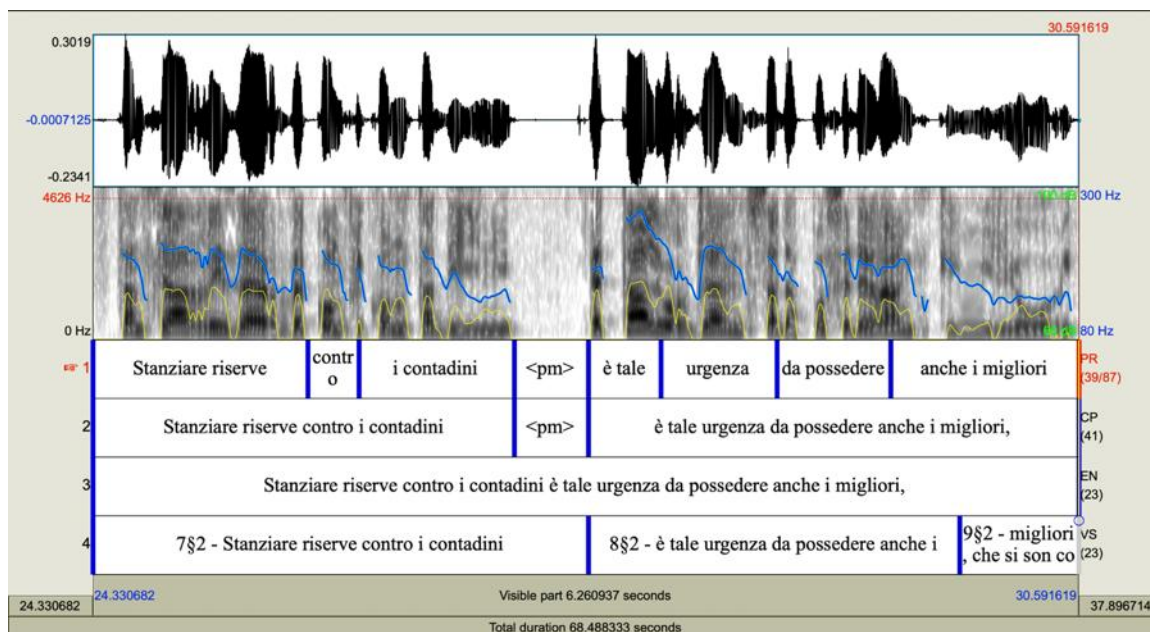 30.591619
0.3019
-0.0007125
-0.2341
4626 Hz
100 dB
300 Hz
0 Hz
80 Hz
1
Stanziare riserve
contr
o
i contadini
<pm>
è tale
urgenza
da possedere
anche i migliori
PR
(39/87)
2
Stanziare riserve contro i contadini
<pm>
è tale urgenza da possedere anche i migliori,
CP
(41)
3
Stanziare riserve contro i contadini è tale urgenza da possedere anche i migliori,
EN
(23)
4
7§2 - Stanziare riserve contro i contadini
8§2 - è tale urgenza da possedere anche i
9§2 - migliori
, che si son co
VS
(23)
24.330682
24.330682
Visible part 6.260937 seconds
30.591619
37.896714
Total duration 68.488333 seconds